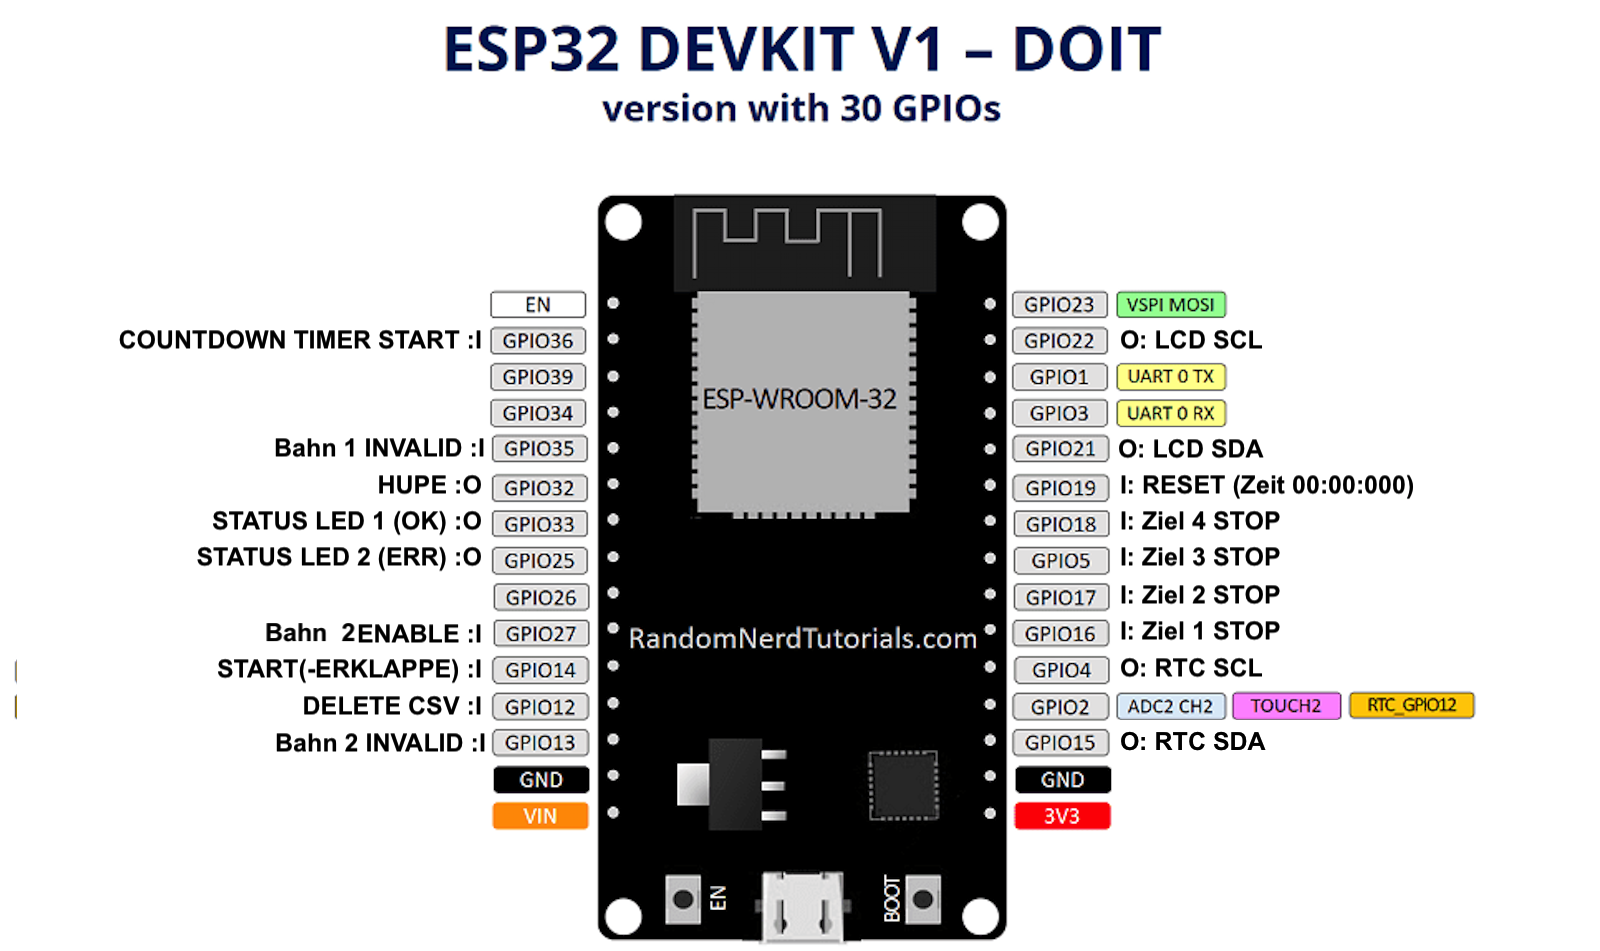 ESP32 DEVKIT V1 – DOIT
version with 30 GPIOs
EN
COUNTDOWN TIMER START :I GPIO36
GPIO39
GPIO34
Bahn 1 INVALID :I GPIO35
HUPE :O GPIO32
STATUS LED 1 (OK) :O GPIO33
STATUS LED 2 (ERR) :O GPIO25
GPIO26
Bahn 2ENABLE :I GPIO27
START(-ERKLAPPE) :I GPIO14
DELETE CSV :I GPIO12
Bahn 2 INVALID :I GPIO13
GND
VIN
ESP-WROOM-32
RandomNerdTutorials.com
EN
BOOT
GPIO23 VSPI MOSI
GPIO22 O: LCD SCL
GPIO1 UART 0 TX
GPIO3 UART 0 RX
GPIO21 O: LCD SDA
GPIO19 I: RESET (Zeit 00:00:000)
GPIO18 I: Ziel 4 STOP
GPIO5 I: Ziel 3 STOP
GPIO17 I: Ziel 2 STOP
GPIO16 I: Ziel 1 STOP
GPIO4 O: RTC SCL
GPIO2 ADC2 CH2 TOUCH2 RTC_GPIO12
GPIO15 O: RTC SDA
GND
3V3